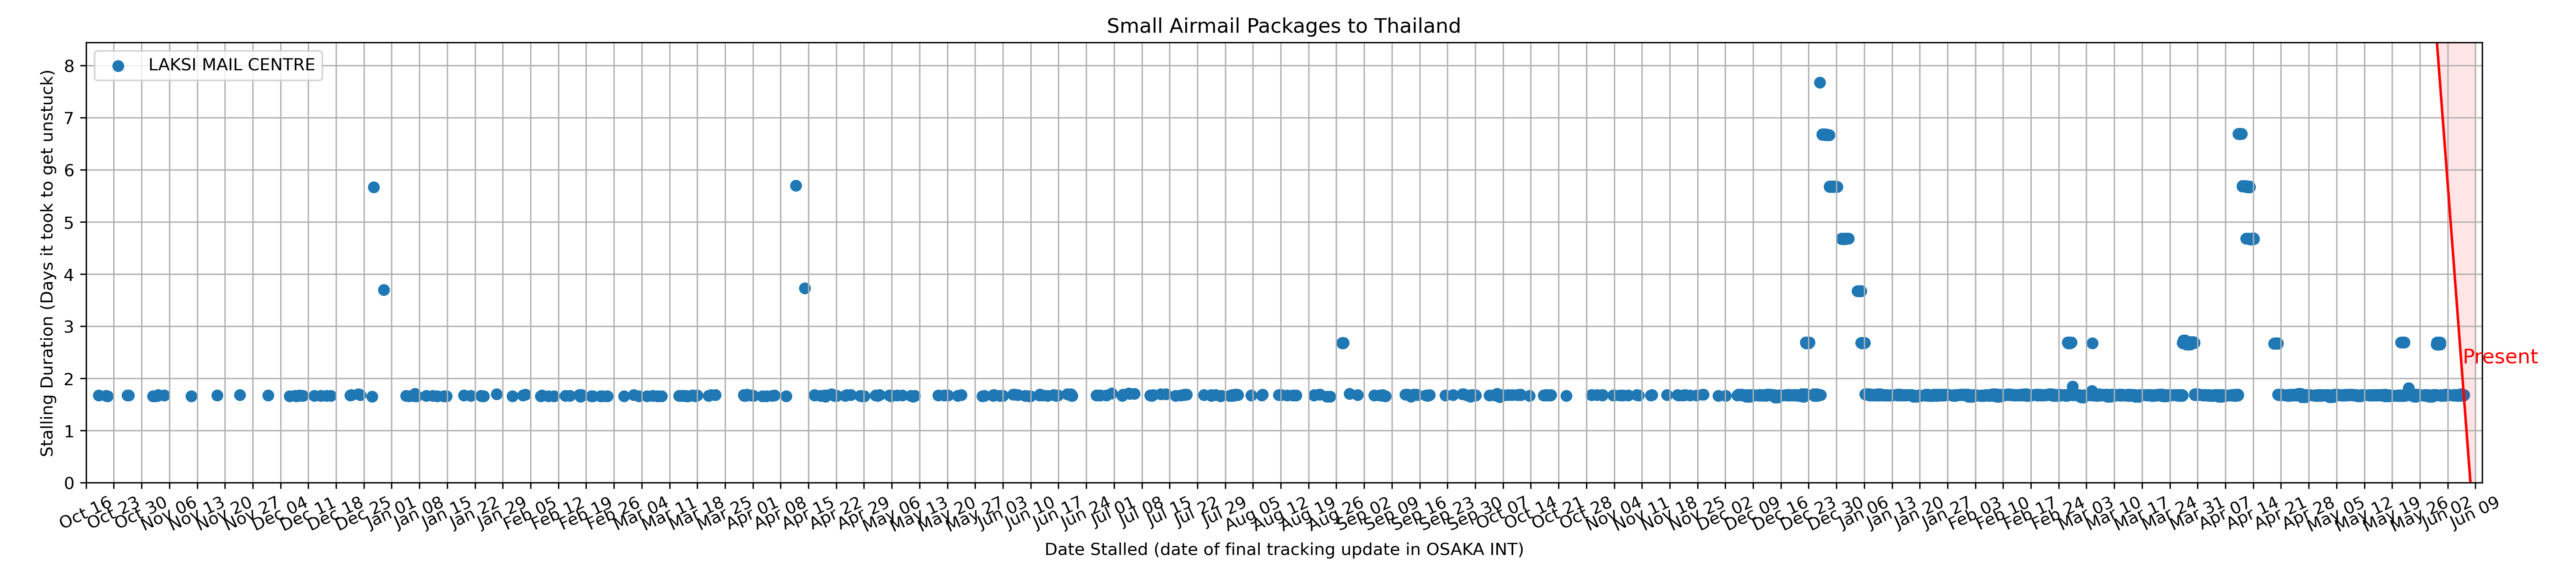 Small Airmail Packages to Thailand
LAKSI MAIL CENTRE
Stalling Duration (Days it took to get unstuck)
8
7
6
5
4
3
2
1
0
Present
Oct 16
Oct 23
Oct 30
Nov 06
Nov 13
Nov 20
Nov 27
Dec 04
Dec 11
Dec 18
Dec 25
Jan 01
Jan 08
Jan 15
Jan 22
Jan 29
Feb 05
Feb 12
Feb 19
Feb 26
Mar 04
Mar 11
Mar 18
Mar 25
Apr 01
Apr 08
Apr 15
Apr 22
Apr 29
May 06
May 13
May 20
May 27
Jun 03
Jun 10
Jun 17
Jun 24
Jul 01
Jul 08
Jul 15
Jul 22
Jul 29
Aug 05
Aug 12
Aug 19
Aug 26
Sep 02
Sep 09
Sep 16
Sep 23
Sep 30
Oct 07
Oct 14
Oct 21
Oct 28
Nov 04
Nov 11
Nov 18
Nov 25
Dec 02
Dec 09
Dec 16
Dec 23
Dec 30
Jan 06
Jan 13
Jan 20
Jan 27
Feb 03
Feb 10
Feb 17
Feb 24
Mar 03
Mar 10
Mar 17
Mar 24
Mar 31
Apr 07
Apr 14
Apr 21
Apr 28
May 05
May 12
May 19
May 26
Jun 02
Jun 09
Date Stalled (date of final tracking update in OSAKA INT)